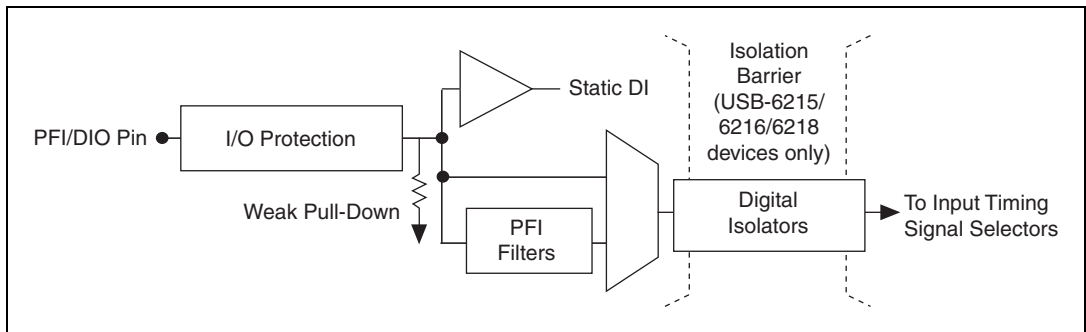 Isolation
Barrier
(USB-6215/
6216/6218
devices only)
Static DI
PFI/DIO Pin
I/O Protection
Weak Pull-Down
PFI
Filters
Digital
Isolators
To Input Timing
Signal Selectors